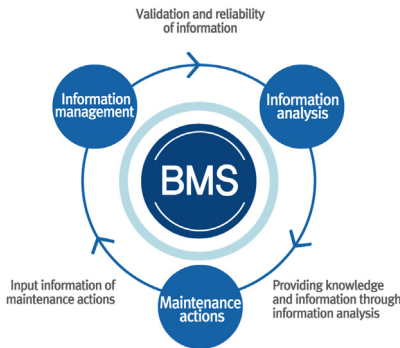 Validation and reliability
of information
Information
management
Information
analysis
BMS
Input information of
maintenance actions
Maintenance
actions
Providing knowledge
and information through
information analysis